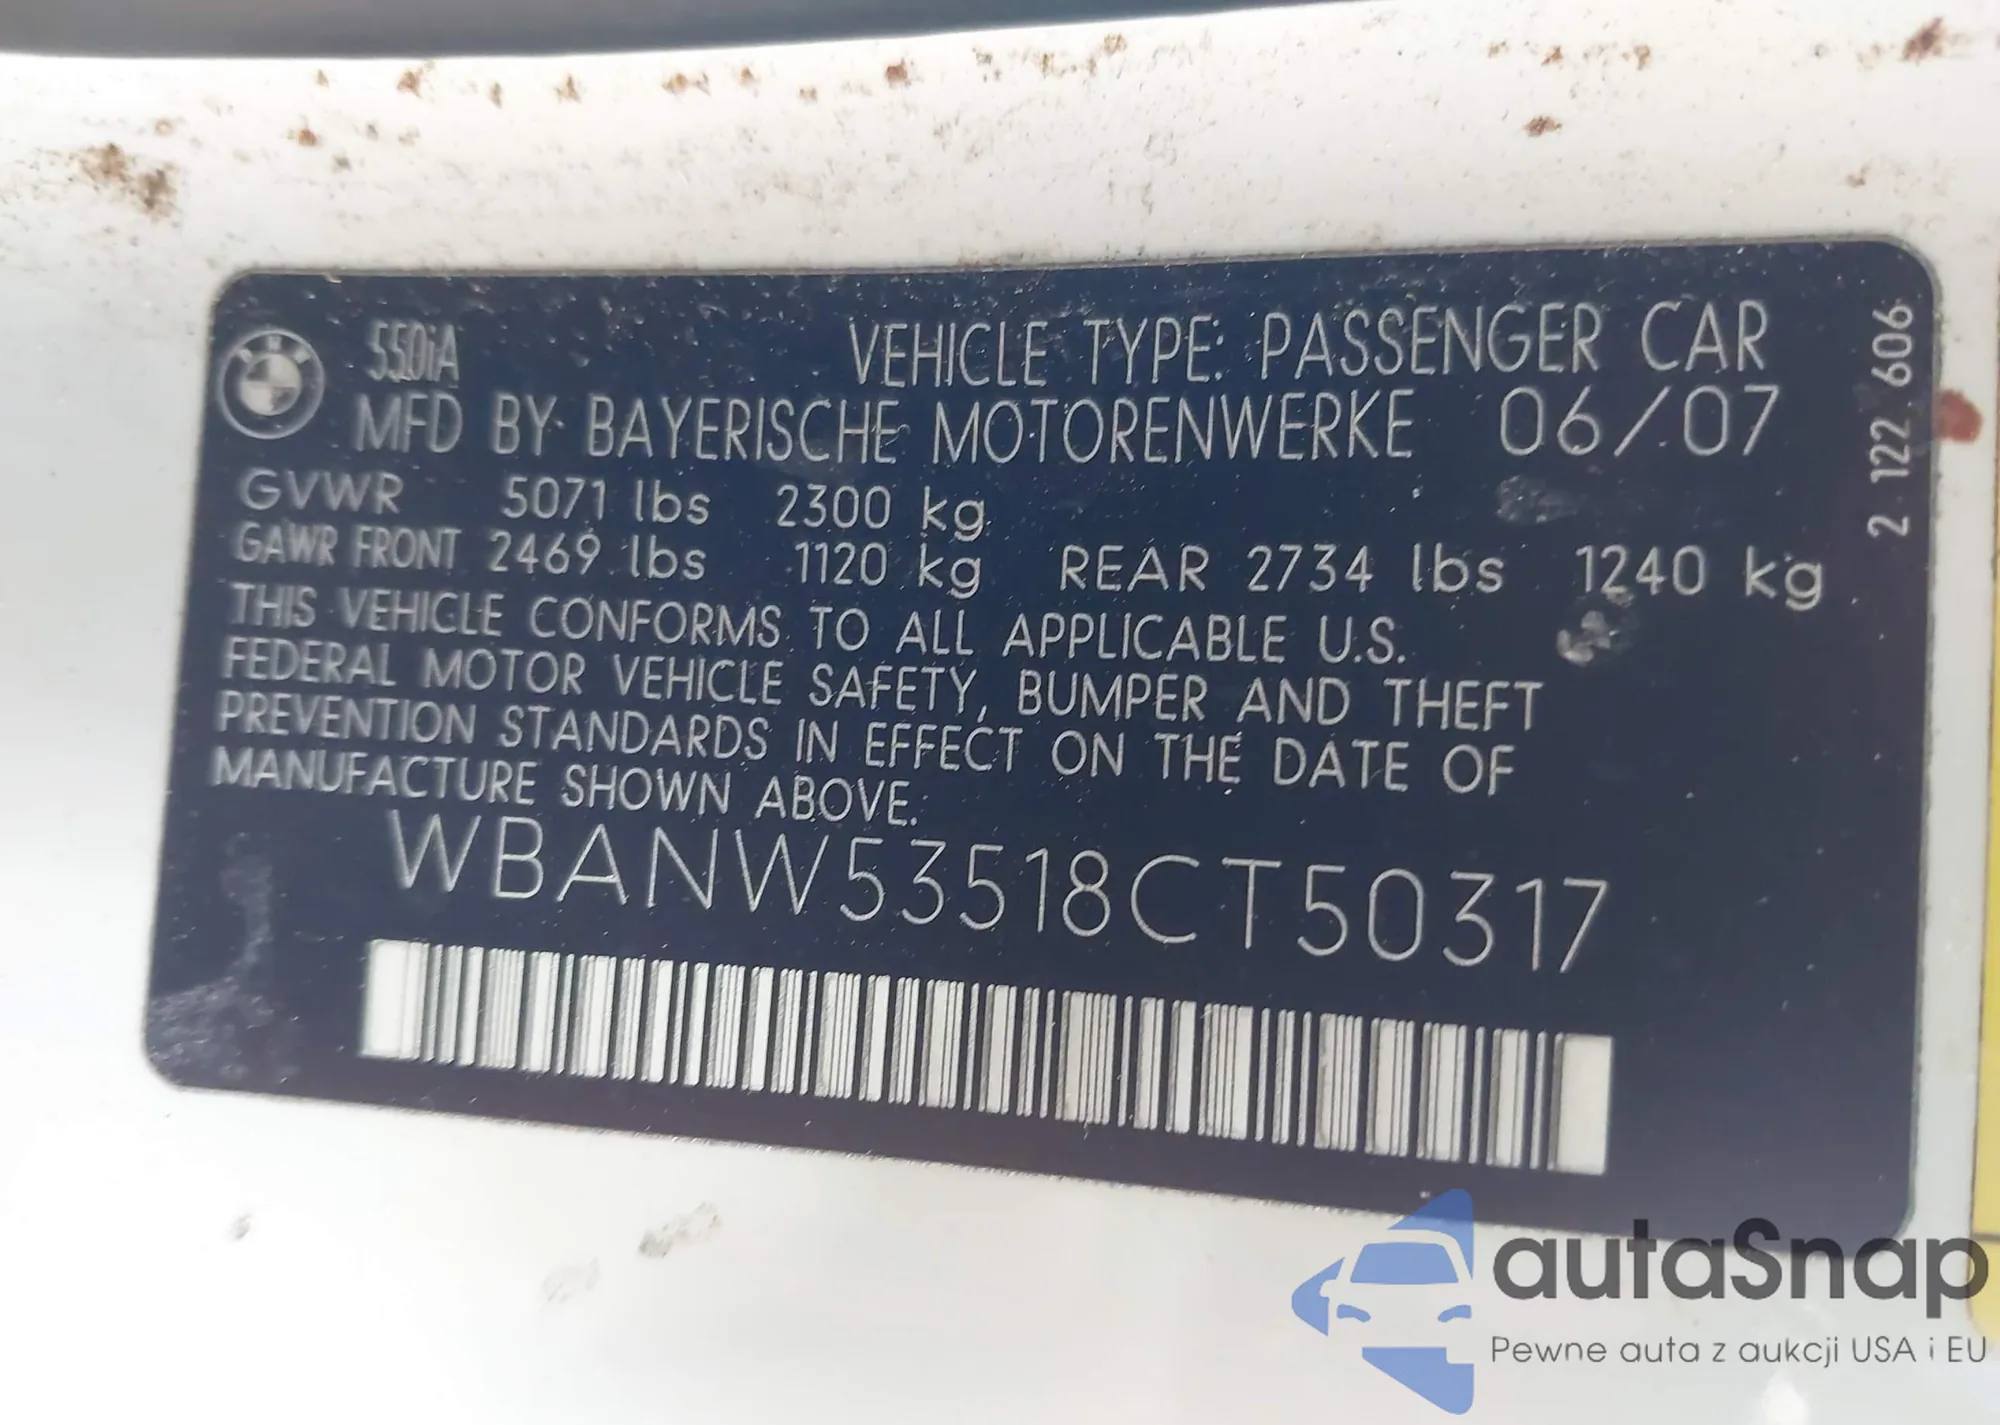 550iA
VEHICLE TYPE: PASSENGER CAR
MFD BY BAYERISCHE MOTORENWERKE 06/07
GVWR 5071 lbs 2300 kg
GAWR FRONT 2469 lbs 1120 kg REAR 2734 lbs 1240 kg
THIS VEHICLE CONFORMS TO ALL APPLICABLE U.S.
FEDERAL MOTOR VEHICLE SAFETY, BUMPER AND THEFT
PREVENTION STANDARDS IN EFFECT ON THE DATE OF
MANUFACTURE SHOWN ABOVE.
WBANW53518CT50317
2 122 606
autaSnap
Pewne auta z aukcji USA i EU